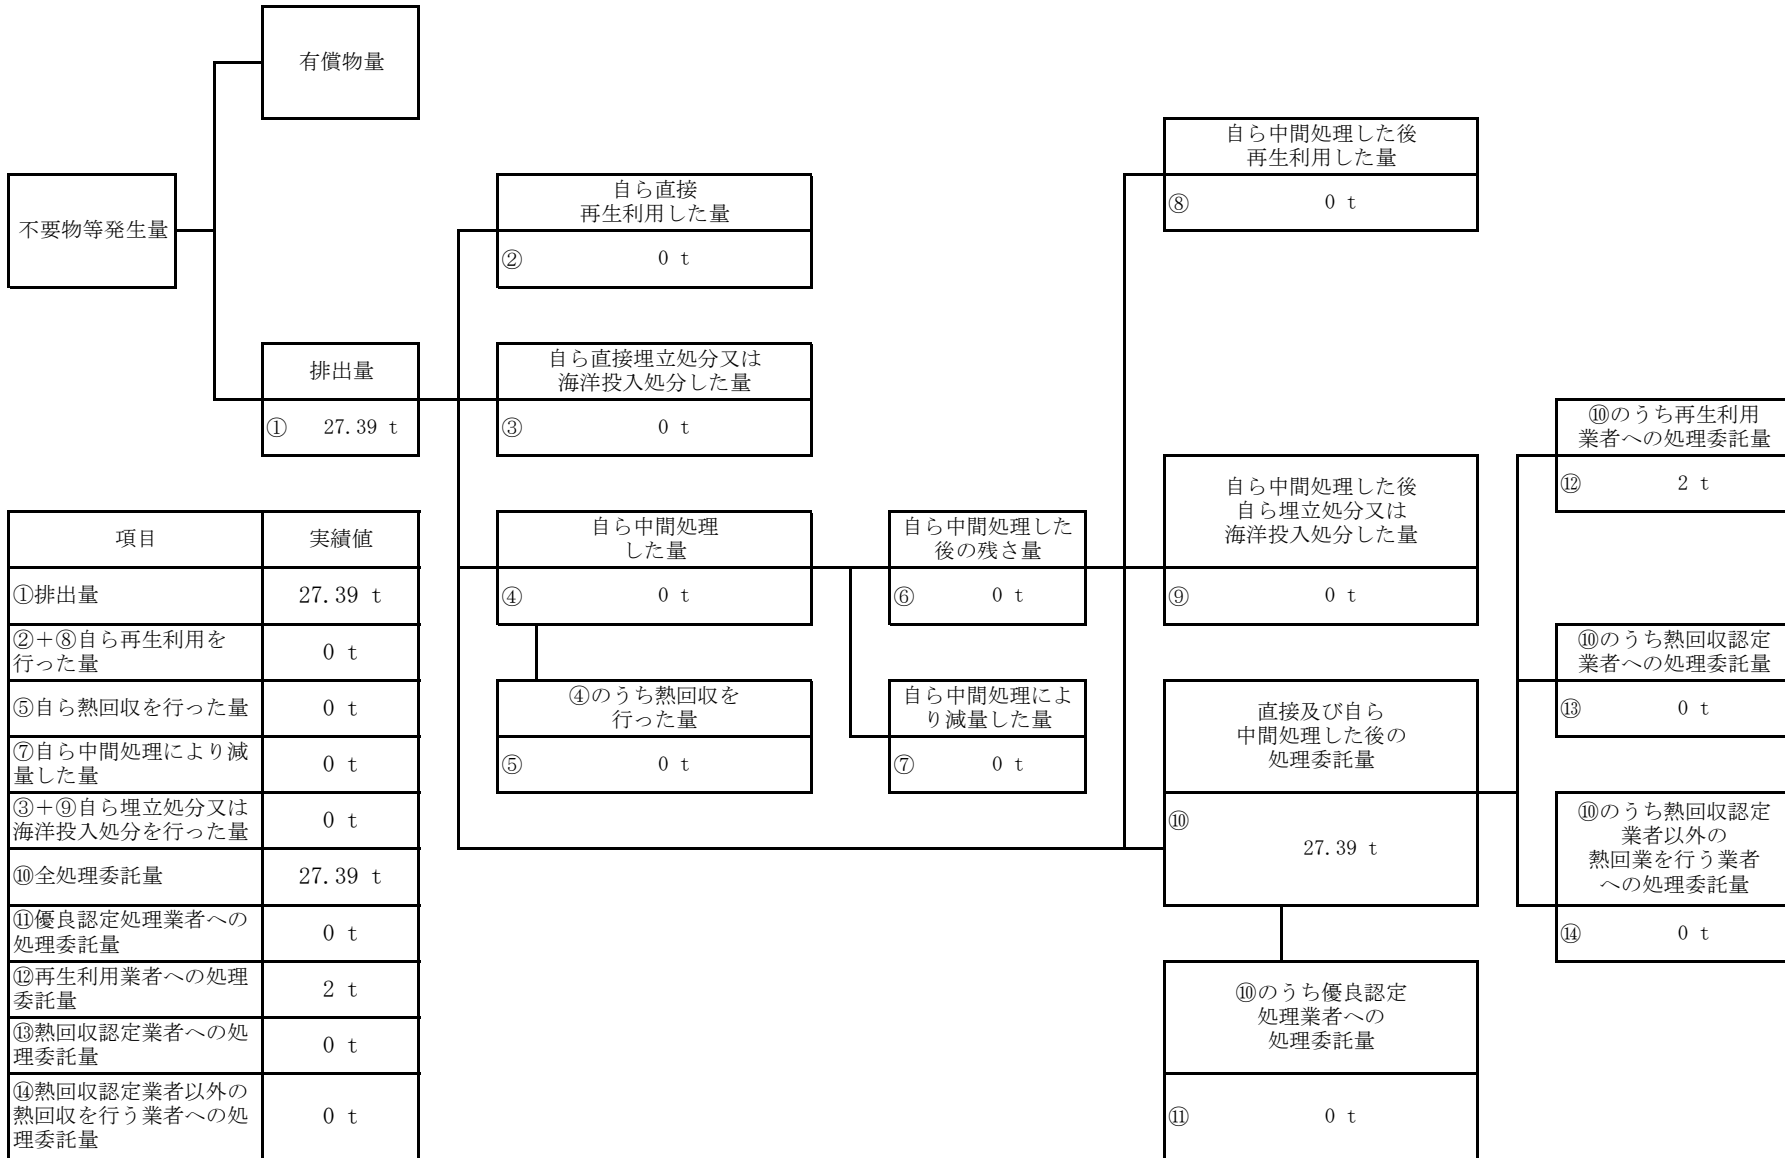 有償物量
不要物等発生量
排出量
① 27.39 t
自ら直接
再生利用した量
② 0 t
自ら直接埋立処分又は
海洋投入処分した量
③ 0 t
自ら中間処理
した量
④ 0 t
④のうち熱回収を
行った量
⑤ 0 t
自ら中間処理した
後の残さ量
⑥ 0 t
自ら中間処理によ
り減量した量
⑦ 0 t
自ら中間処理した後
再生利用した量
⑧ 0 t
自ら中間処理した後
自ら埋立処分又は
海洋投入処分した量
⑨ 0 t
直接及び自ら
中間処理した後の
処理委託量
⑩
27.39 t
⑩のうち優良認定
処理業者への
処理委託量
⑪ 0 t
⑩のうち再生利用
業者への処理委託量
⑫ 2 t
⑩のうち熱回収認定
業者への処理委託量
⑬ 0 t
⑩のうち熱回収認定
業者以外の
熱回業を行う業者
への処理委託量
⑭ 0 t
項目 実績値
①排出量 27.39 t
②＋⑧自ら再生利用を
行った量 0 t
⑤自ら熱回収を行った量 0 t
⑦自ら中間処理により減
量した量 0 t
③＋⑨自ら埋立処分又は
海洋投入処分を行った量 0 t
⑩全処理委託量 27.39 t
⑪優良認定処理業者への
処理委託量 0 t
⑫再生利用業者への処理
委託量 2 t
⑬熱回収認定業者への処
理委託量 0 t
⑭熱回収認定業者以外の
熱回収を行う業者への処
理委託量 0 t